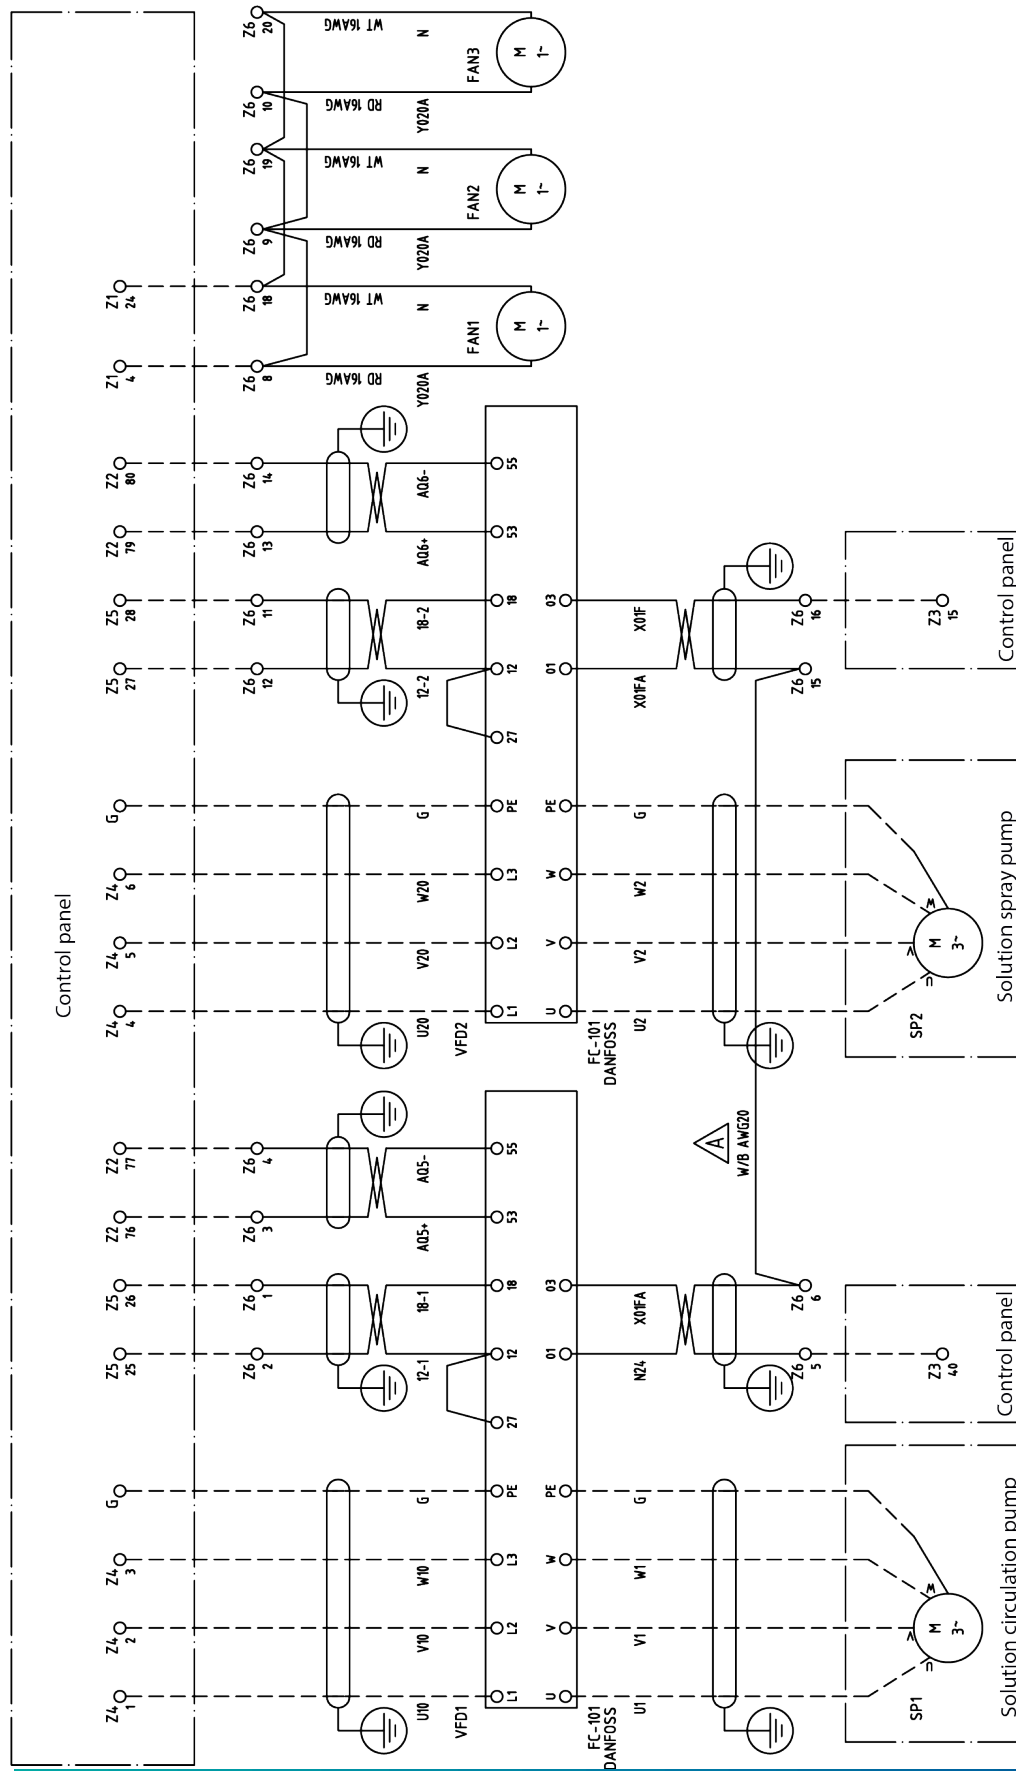 Control panel
Z4 Z4 Z4 G Z5 Z5 Z2 Z2 Z4 Z4 Z4 G Z5 Z5 Z2 Z2 Z1 Z1
1 2 3 25 26 76 77 4 5 6 27 28 79 80 4 24
Z6 Z6 Z6 Z6 Z6 Z6 Z6 Z6 Z6 Z6 Z6 Z6 Z6 Z6
2 1 3 4 12 11 13 14 8 18 9 19 10 20
RD 16AWG WT 16AWG RD 16AWG WT 16AWG RD 16AWG WT 16AWG
U10 V10 W10 G 12-1 18-1 AQ5+ AQ5- U20 V20 W20 G 12-2 18-2 AQ6+ AQ6- Y020A N Y020A N Y020A N
VFD1 VFD2 FAN1 FAN2 FAN3
L1 L2 L3 PE 27 12 18 53 55 L1 L2 L3 PE 27 12 18 53 55
M M M
1~ 1~ 1~
U V W PE 01 03 U V W PE 01 03
FC-101 FC-101
DANFOSS DANFOSS
U1 V1 W1 G N24 X01FA U2 V2 W2 G X01FA X01F
A
W/B AWG20
Z6 Z6 Z6 Z6
5 6 15 16
SP1 SP2
U V W U V W
M M
3~ 3~
Z3 Z3
40 15
Solution circulation pump
Control panel
Solution spray pump
Control panel